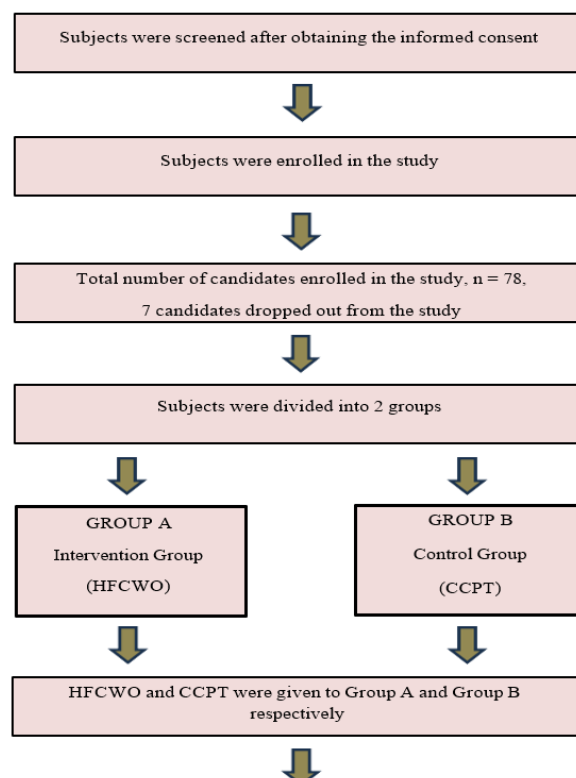 Subjects were screened after obtaining the informed consent
Subjects were enrolled in the study
Total number of candidates enrolled in the study, n = 78,
7 candidates dropped out from the study
Subjects were divided into 2 groups
GROUP A
Intervention Group
(HFCWO)
GROUP B
Control Group
(CCPT)
HFCWO and CCPT were given to Group A and Group B
respectively